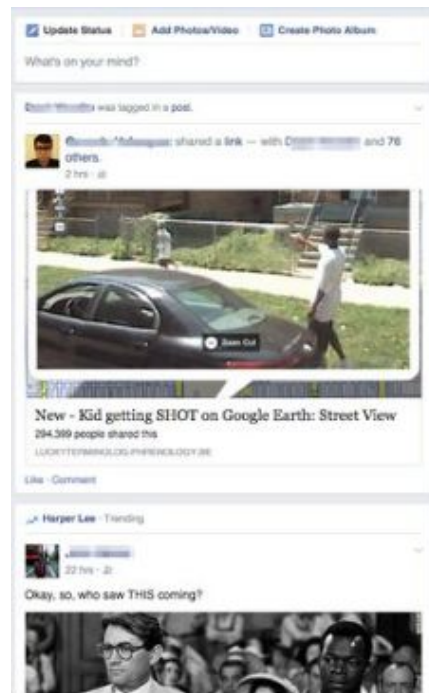 Update Status Add Photos/Video Create Photo Album
What's on your mind?
was tagged in a post.
shared a link — with D and 76
others.
2 hrs ·
Zoom Out
New - Kid getting SHOT on Google Earth: Street View
294,399 people shared this
Like · Comment
Harper Lee · Trending
22 hrs ·
Okay, so, who saw THIS coming?